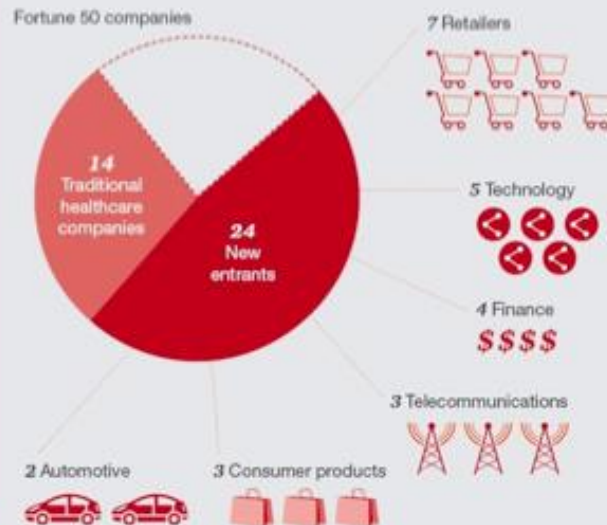 Fortune 50 companies
7 Retailers
14
Traditional
healthcare
companies
24
New
entrants
5 Technology
4 Finance
$$$$
3 Telecommunications
2 Automotive
3 Consumer products